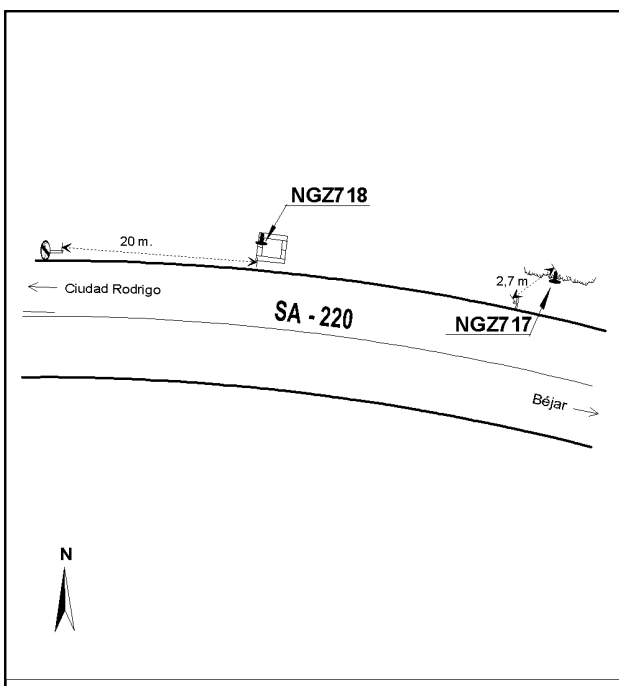 NGZ718
20 m.
2,7 m
Ciudad Rodrigo
SA - 220
NGZ717
Béjar
N